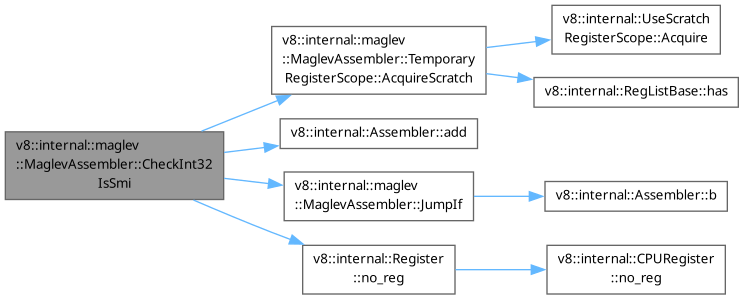 v8::internal::maglev
::MaglevAssembler::CheckInt32
IsSmi
v8::internal::maglev
::MaglevAssembler::Temporary
RegisterScope::AcquireScratch
v8::internal::UseScratch
RegisterScope::Acquire
v8::internal::RegListBase::has
v8::internal::Assembler::add
v8::internal::maglev
::MaglevAssembler::JumpIf
v8::internal::Assembler::b
v8::internal::Register
::no_reg
v8::internal::CPURegister
::no_reg